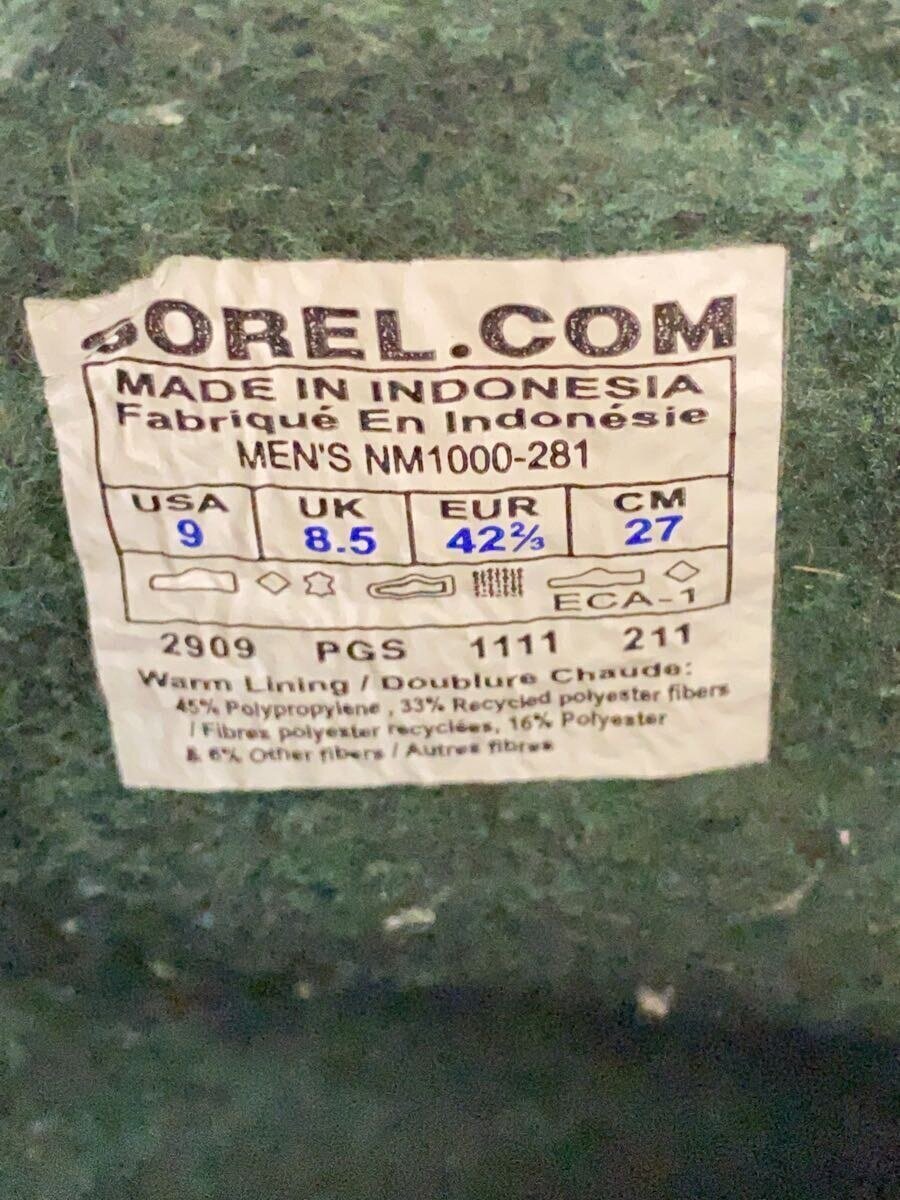 SOREL.COM
MADE IN INDONESIA
Fabriqué En Indonésie
MEN'S NM1000-281
USA UK EUR CM
9 8.5 42⅔ 27
ECA-1
2909 PGS 1111 211
Warm Lining / Doublure Chaude:
45% Polypropylene , 33% Recycled polyester fibers
/ Fibres polyester recyclées, 16% Polyester
& 6% Other fibers / Autres fibres